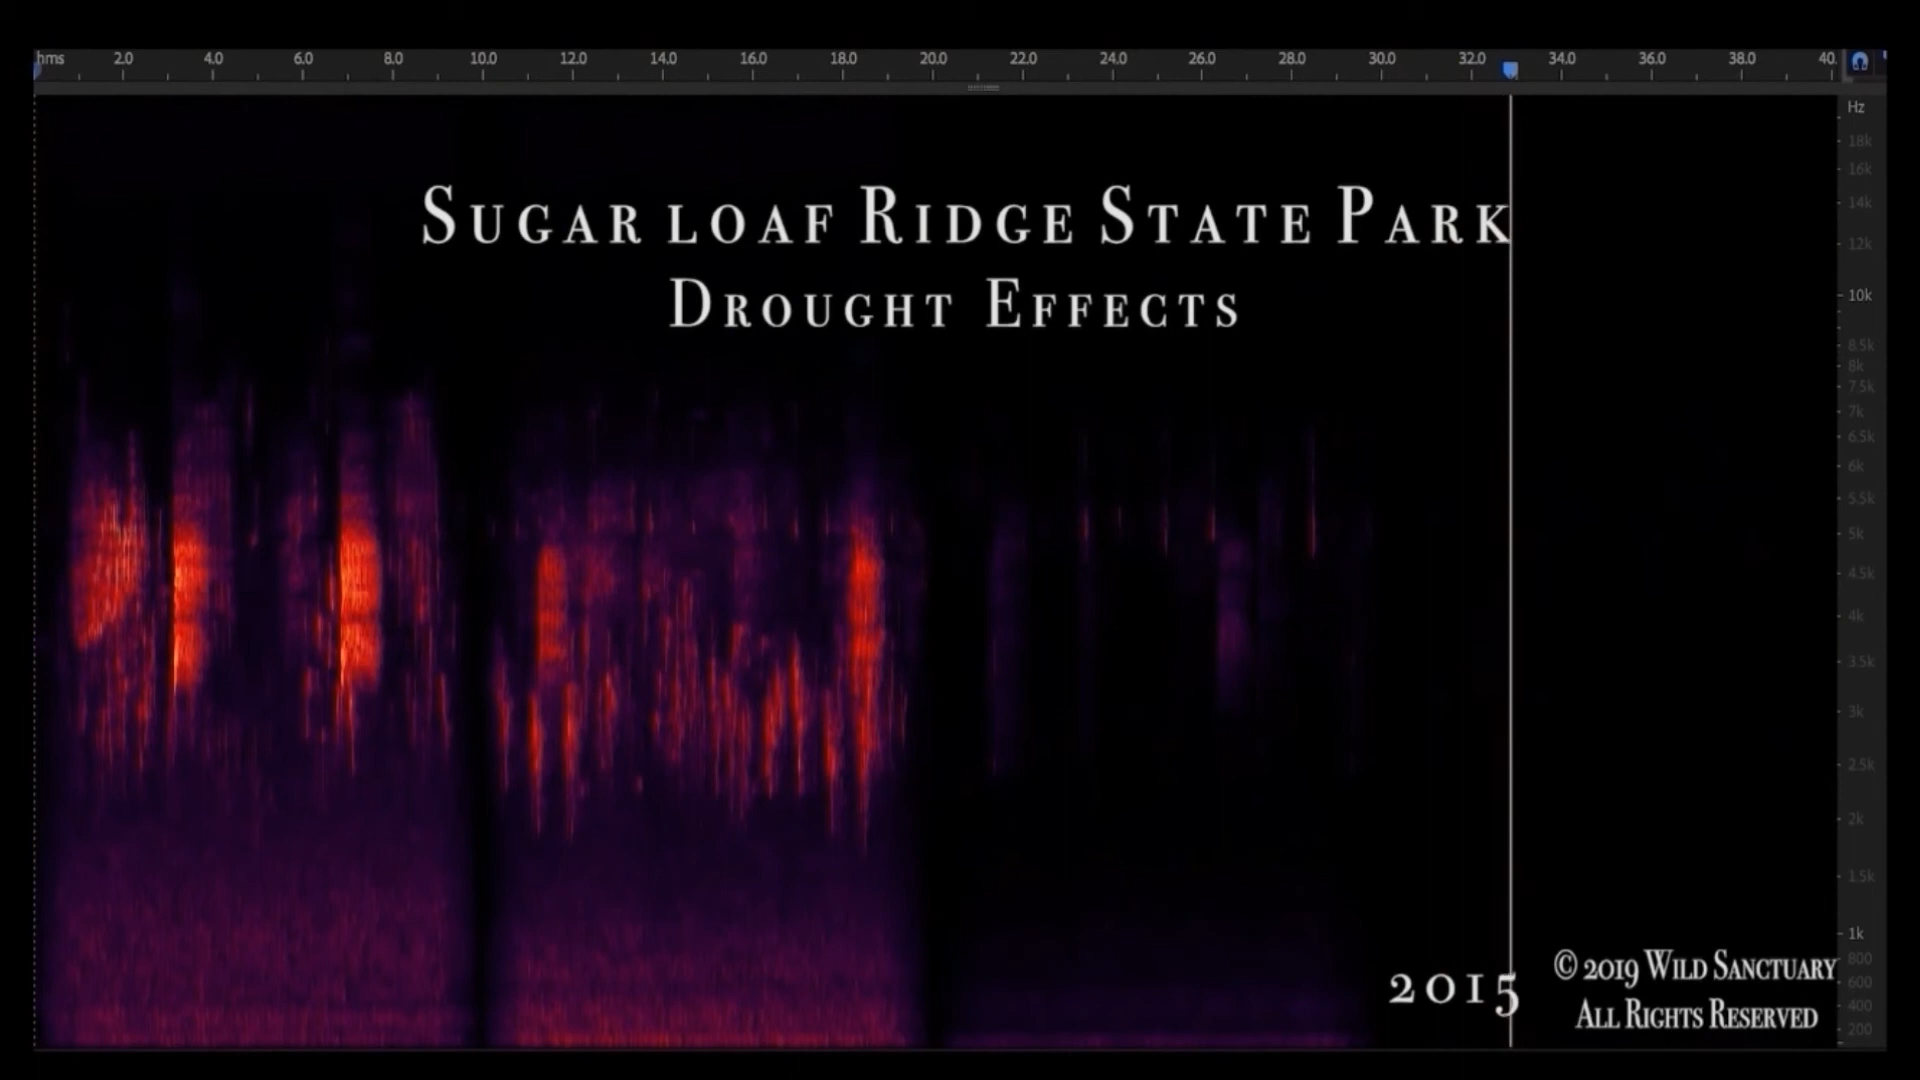 hms 2.0 4.0 6.0 8.0 10.0 12.0 14.0 16.0 18.0 20.0 22.0 24.0 26.0 28.0 30.0 32.0 34.0 36.0 38.0 40.
Hz
18k
16k
14k
12k
10k
8.5k
8k
7.5k
7k
6.5k
6k
5.5k
5k
4.5k
4k
3.5k
3k
2.5k
2k
1.5k
1k
800
600
400
200
SUGAR LOAF RIDGE STATE PARK
DROUGHT EFFECTS
2015
© 2019 WILD SANCTUARY
ALL RIGHTS RESERVED